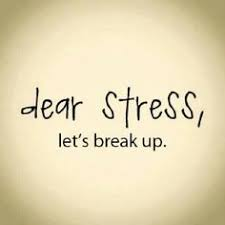 dear stress,
let's break up.